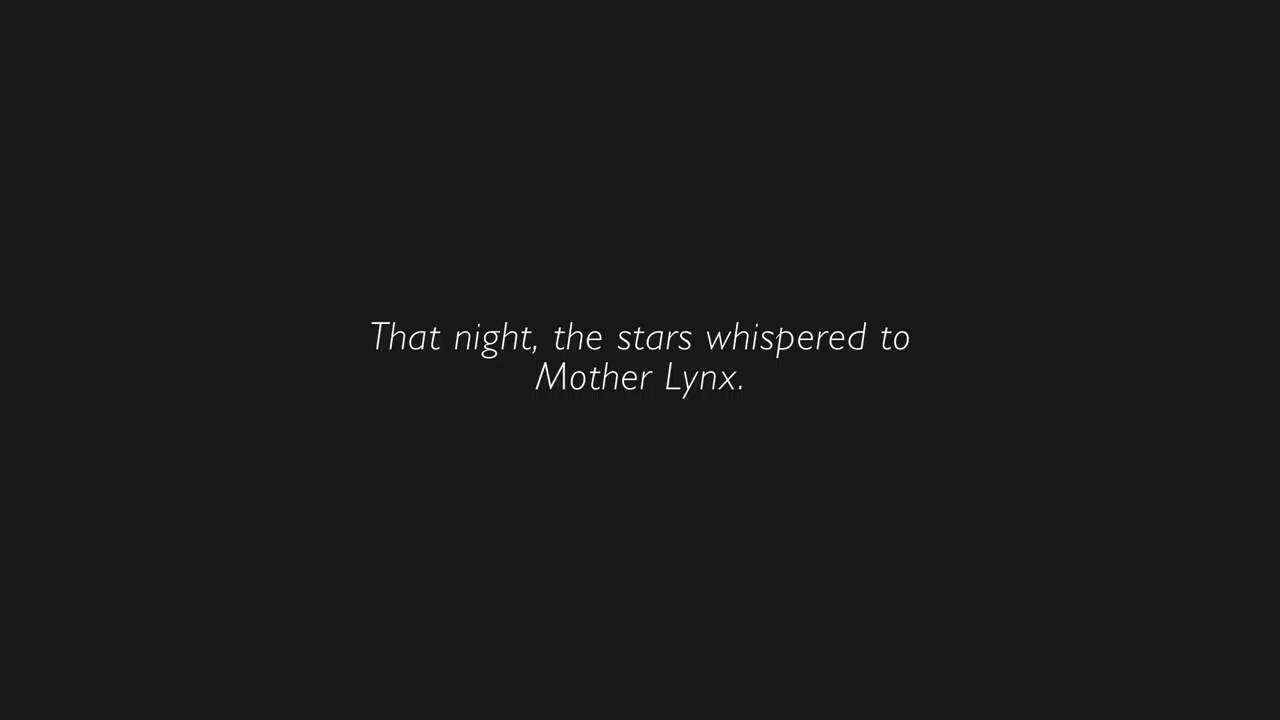 That night, the stars whispered to
Mother Lynx.